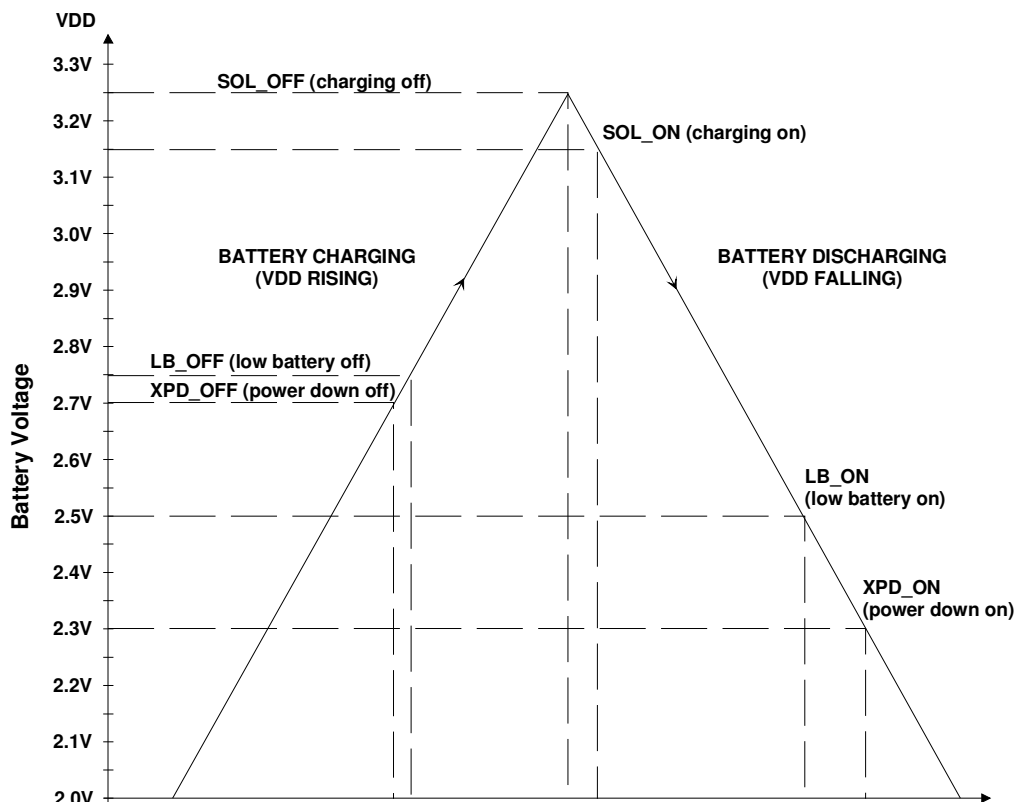 VDD
3.3V
SOL_OFF (charging off)
3.2V
SOL_ON (charging on)
3.1V
3.0V
BATTERY CHARGING
(VDD RISING)
BATTERY DISCHARGING
(VDD FALLING)
2.9V
2.8V
LB_OFF (low battery off)
XPD_OFF (power down off)
2.7V
Battery Voltage
2.6V
LB_ON
(low battery on)
2.5V
2.4V
XPD_ON
(power down on)
2.3V
2.2V
2.1V
2.0V